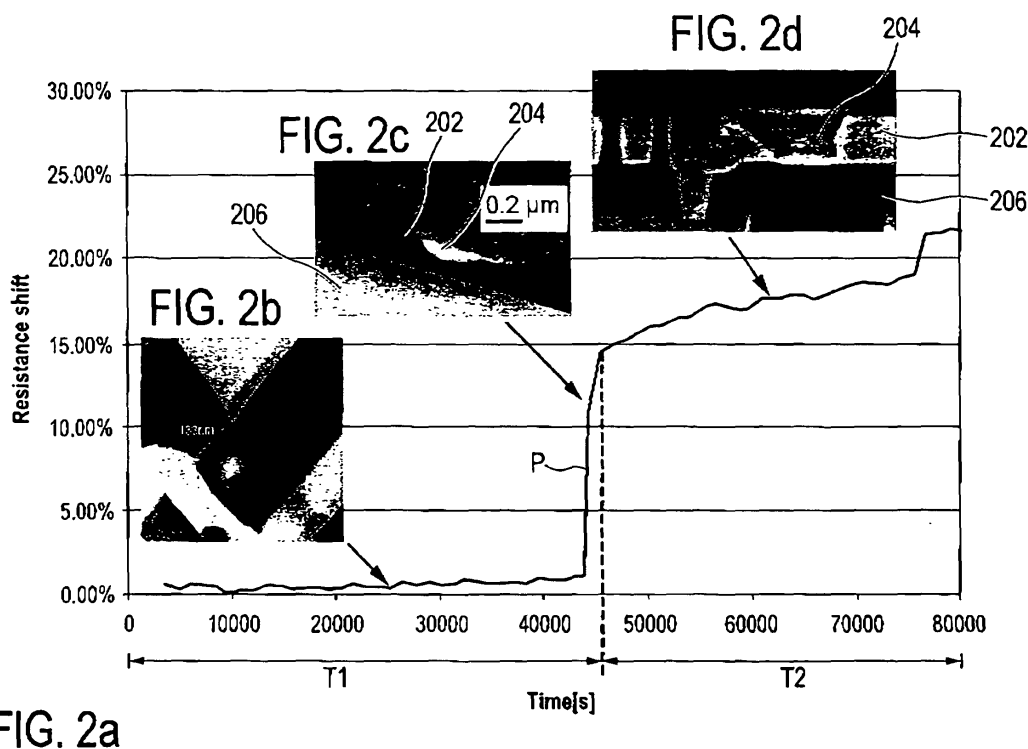 FIG. 2d
204
30.00%
FIG. 2c
202
204
202
25.00%
0.2 µm
206
206
20.00%
FIG. 2b
15.00%
Resistance shift
10.00%
P
5.00%
0.00%
0 10000 20000 30000 40000 50000 60000 70000 80000
T1
T2
Time[s]
FIG. 2a